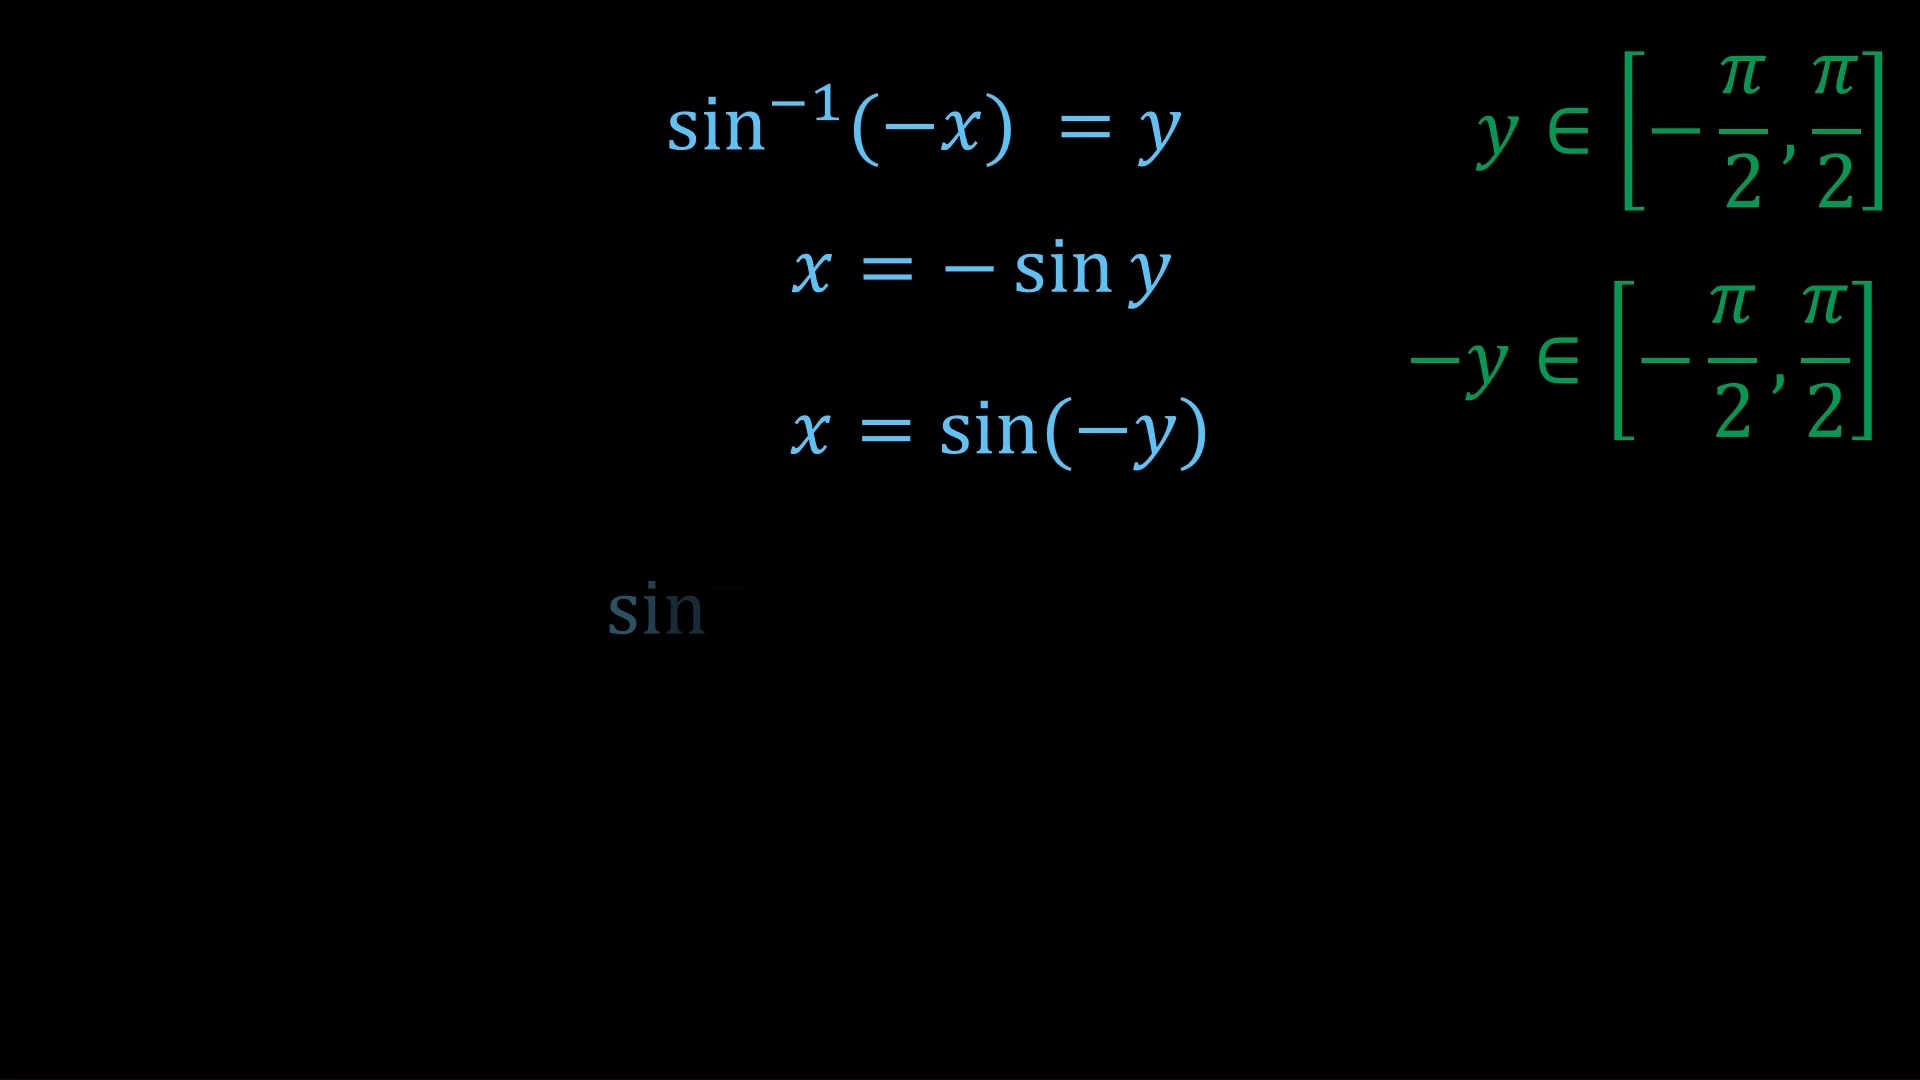 sin⁻¹(−x) = y
y ∈ [−π/2, π/2]
x = − sin y
−y ∈ [−π/2, π/2]
x = sin(−y)
sin⁻